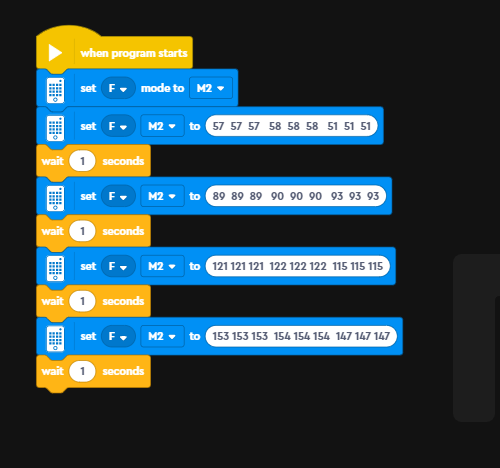 when program starts
set F mode to M2
set F M2 to 57 57 57 58 58 58 51 51 51
wait 1 seconds
set F M2 to 89 89 89 90 90 90 93 93 93
wait 1 seconds
set F M2 to 121 121 121 122 122 122 115 115 115
wait 1 seconds
set F M2 to 153 153 153 154 154 154 147 147 147
wait 1 seconds